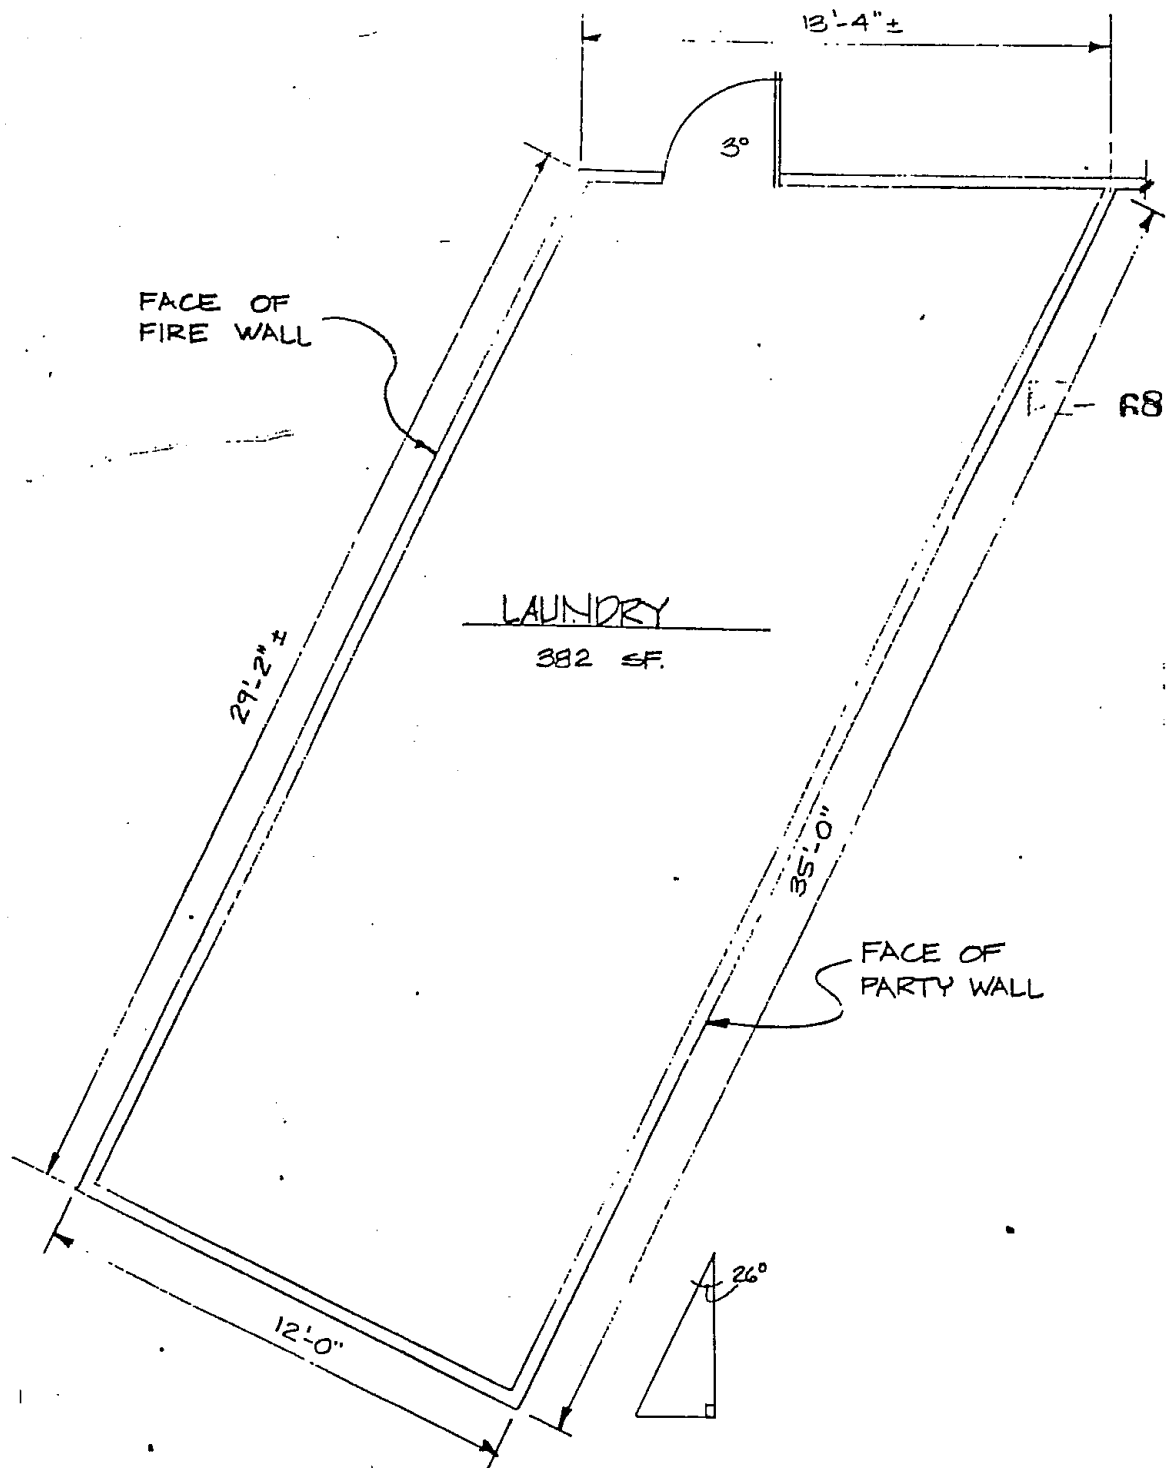 13'-4" ±
3°
FACE OF
FIRE WALL
68
LAUNDRY
382 SF.
29'-2" ±
35'-0"
FACE OF
PARTY WALL
26°
12'-0"